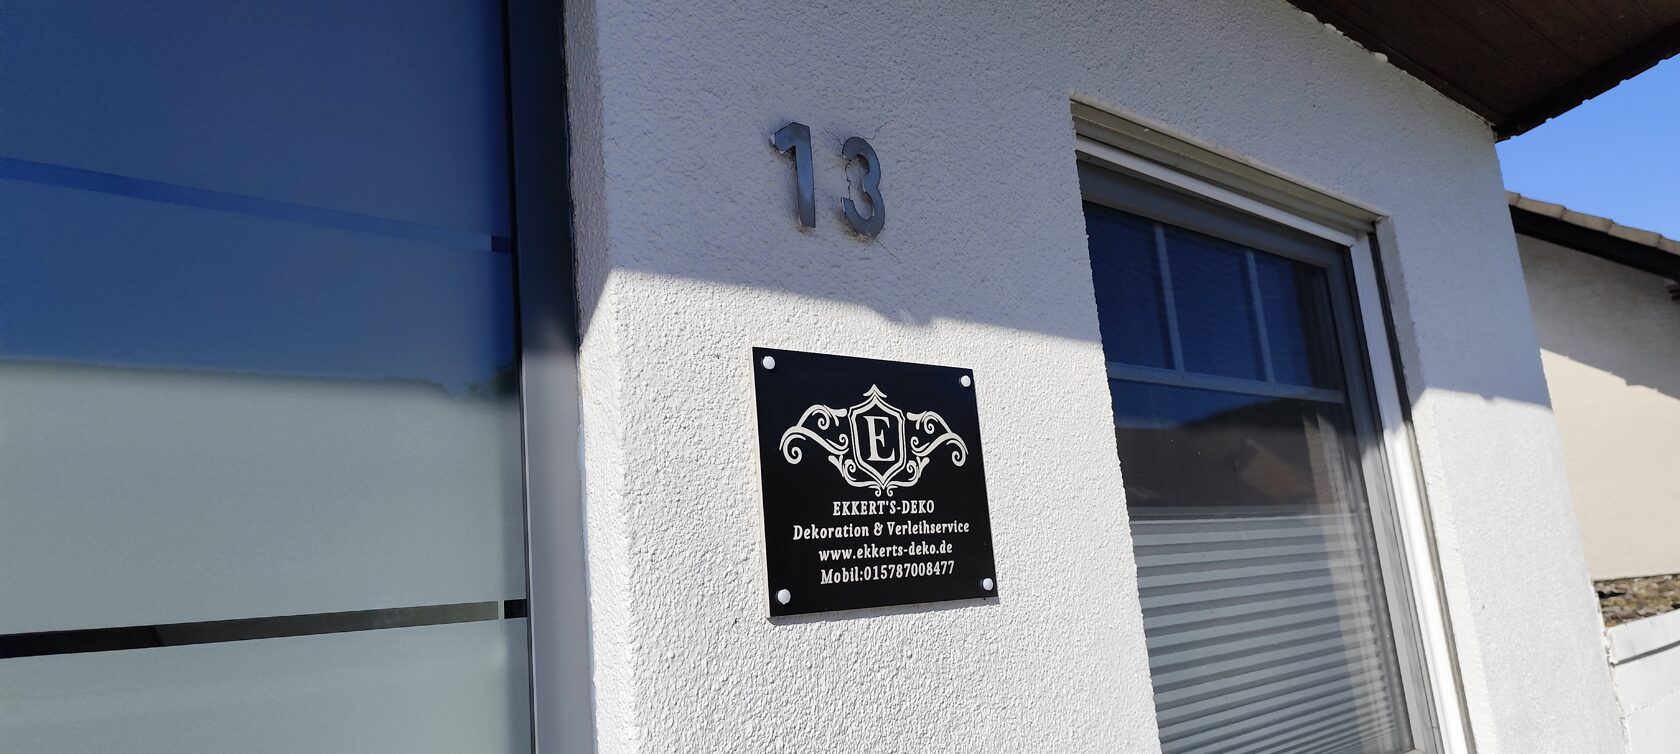 13
E
EKKERT'S-DEKO
Dekoration & Verleihservice
www.ekkerts-deko.de
Mobil:015787008477